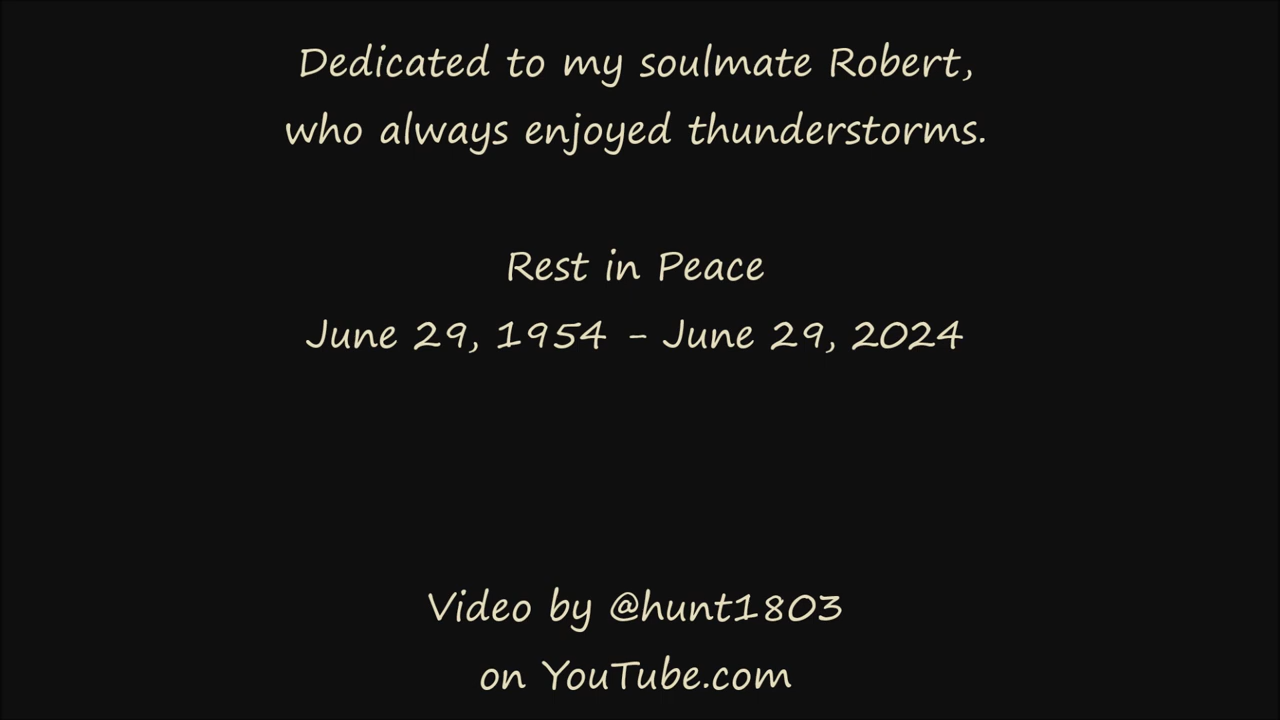 Dedicated to my soulmate Robert,
who always enjoyed thunderstorms.
Rest in Peace
June 29, 1954 - June 29, 2024
Video by @hunt1803
on YouTube.com